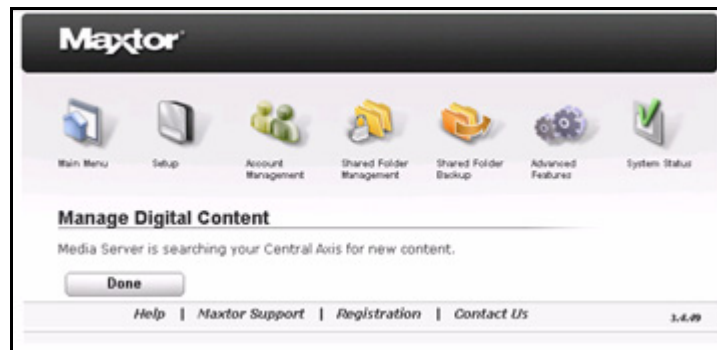 Maxtor
Main Menu
Setup
Account Management
Shared Folder Management
Shared Folder Backup
Advanced Features
System Status
Manage Digital Content
Media Server is searching your Central Axis for new content.
Done
Help | Maxtor Support | Registration | Contact Us
3.4.49